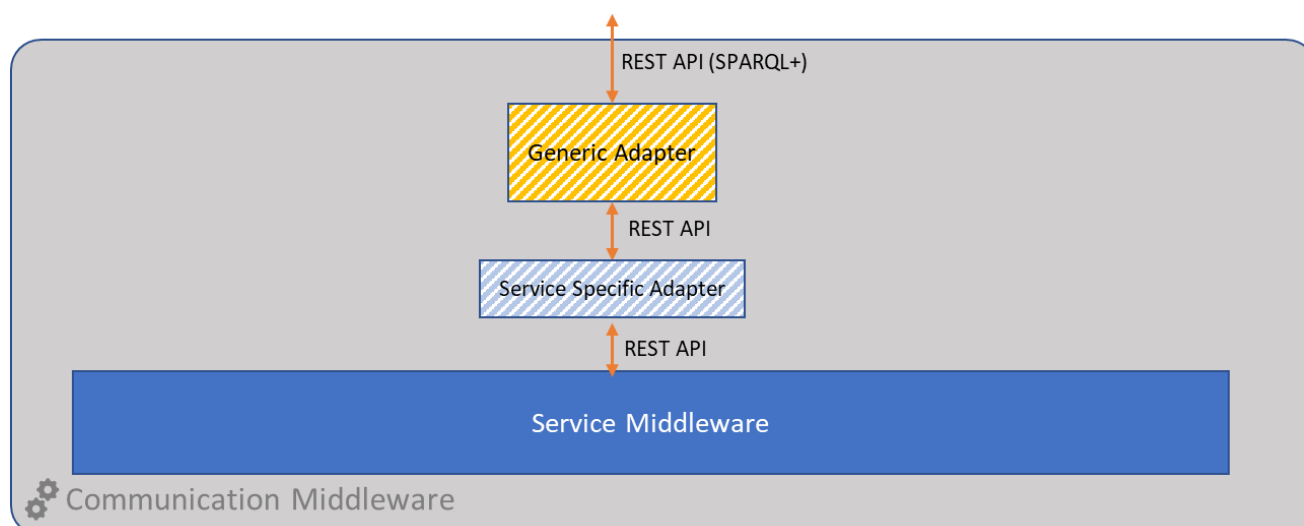 REST API (SPARQL+)
Generic Adapter
REST API
Service Specific Adapter
REST API
Service Middleware
Communication Middleware